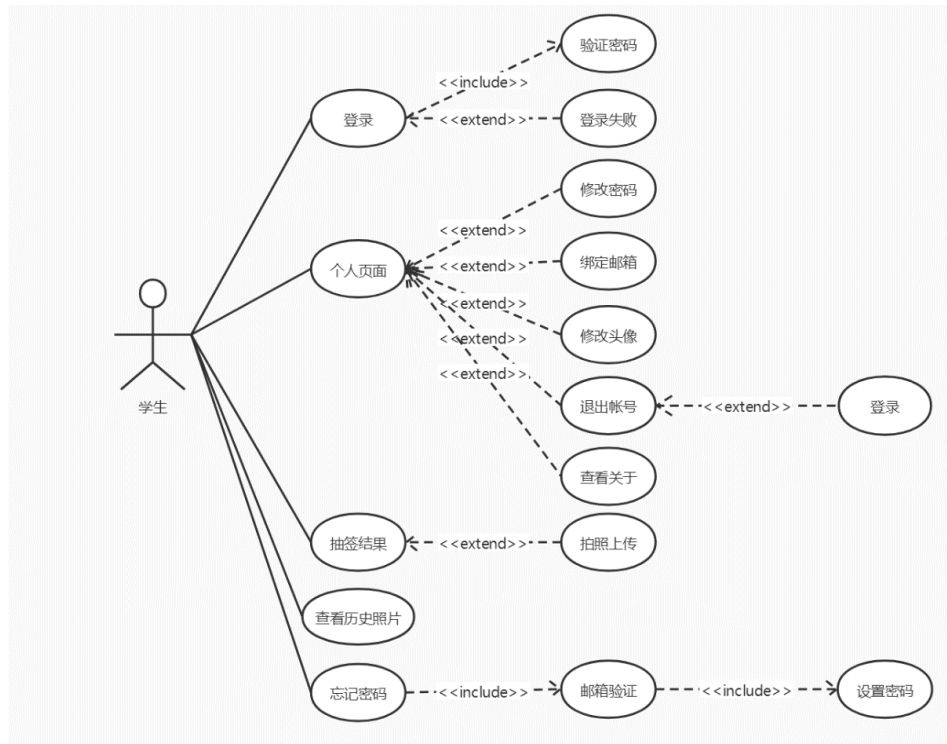 验证密码
<<include>>
登录
<<extend>>
登录失败
修改密码
<<extend>>
绑定邮箱
<<extend>>
个人页面
<<extend>>
修改头像
<<extend>>
<<extend>>
退出帐号
<<extend>>
登录
学生
查看关于
抽签结果
<<extend>>
拍照上传
查看历史照片
忘记密码
<<include>>
邮箱验证
<<include>>
设置密码